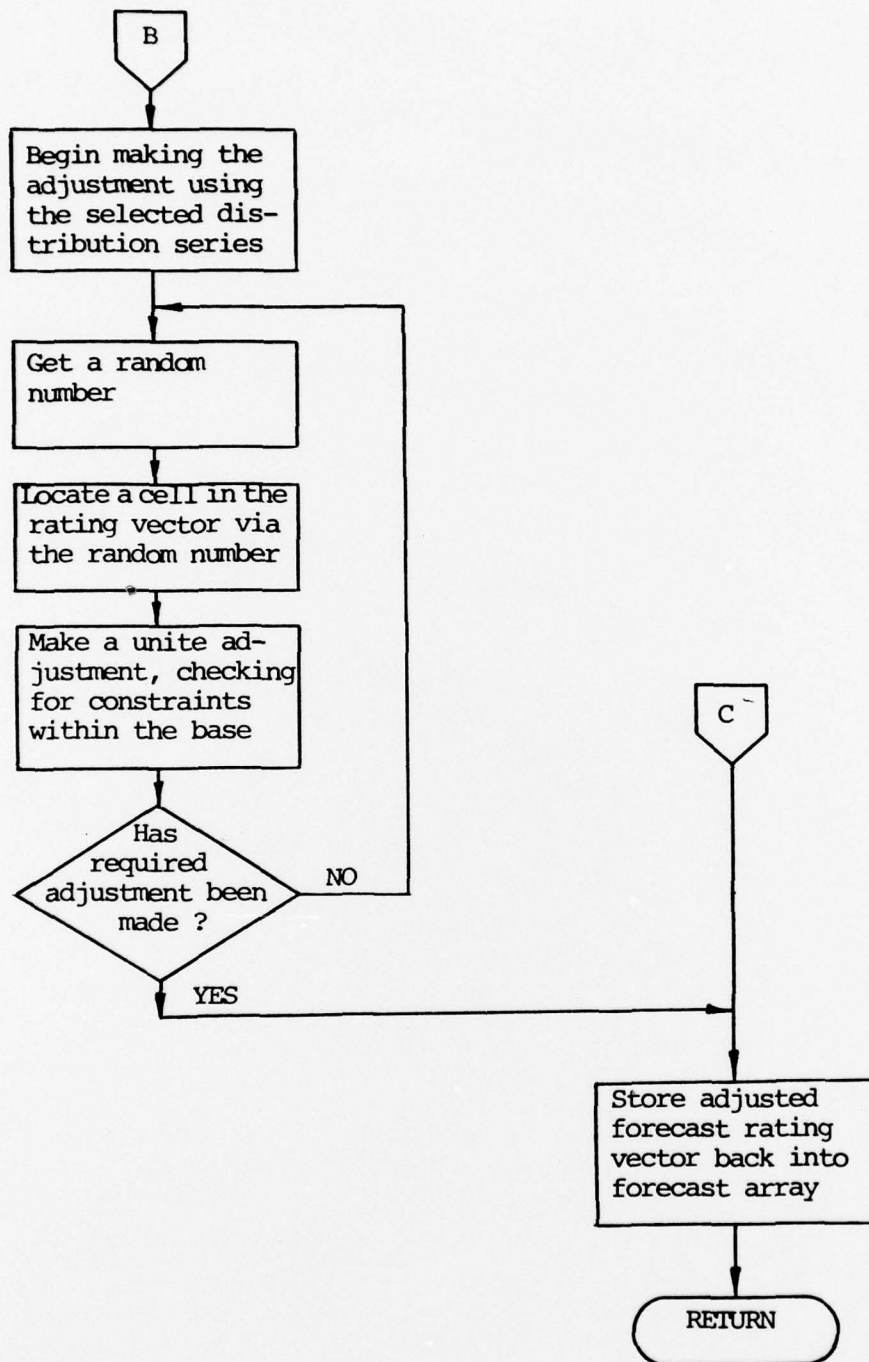 B
Begin making the
adjustment using
the selected dis-
tribution series
Get a random
number
Locate a cell in the
rating vector via
the random number
Make a unite ad-
justment, checking
for constraints
within the base
Has
required
adjustment been
made ?
NO
YES
C
Store adjusted
forecast rating
vector back into
forecast array
RETURN